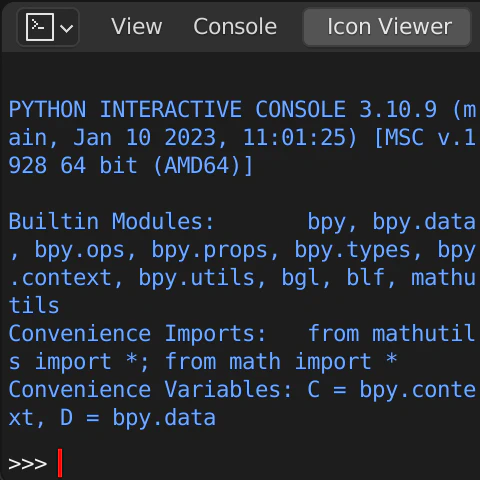 View Console Icon Viewer
PYTHON INTERACTIVE CONSOLE 3.10.9 (m
ain, Jan 10 2023, 11:01:25) [MSC v.1
928 64 bit (AMD64)]
Builtin Modules:       bpy, bpy.data
, bpy.ops, bpy.props, bpy.types, bpy
.context, bpy.utils, bgl, blf, mathu
tils
Convenience Imports:   from mathutil
s import *; from math import *
Convenience Variables: C = bpy.conte
xt, D = bpy.data
>>>